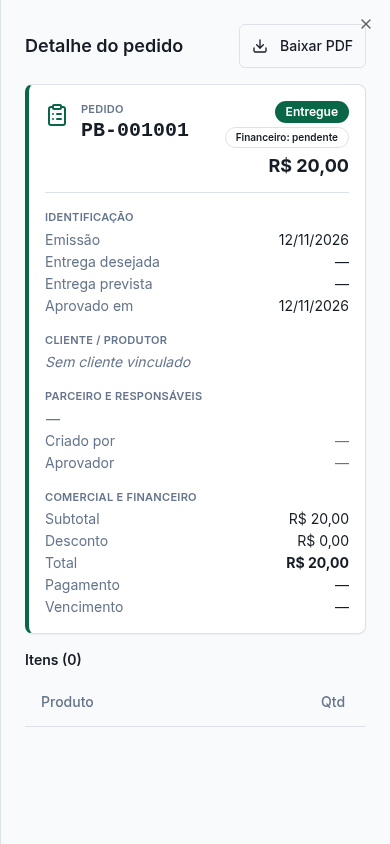 Detalhe do pedido
Baixar PDF
PEDIDO
PB-001001
Entregue
Financeiro: pendente
R$ 20,00
IDENTIFICAÇÃO
Emissão 12/11/2026
Entrega desejada —
Entrega prevista —
Aprovado em 12/11/2026
CLIENTE / PRODUTOR
Sem cliente vinculado
PARCEIRO E RESPONSÁVEIS
—
Criado por —
Aprovador —
COMERCIAL E FINANCEIRO
Subtotal R$ 20,00
Desconto R$ 0,00
Total R$ 20,00
Pagamento —
Vencimento —
Itens (0)
Produto Qtd